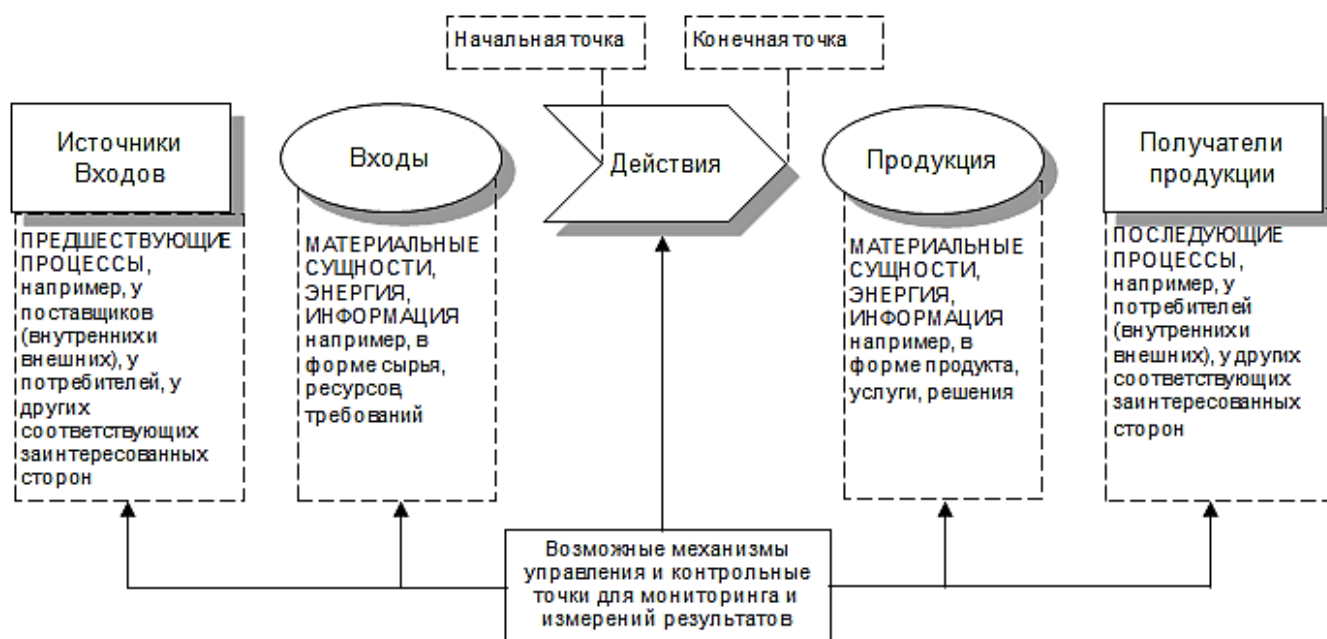 Начальная точка
Конечная точка
Источники
Входов
Входы
Действия
Продукция
Получатели
продукции
ПРЕДШЕСТВУЮЩИЕ
ПРОЦЕССЫ,
например, у
поставщиков
(внутренних и
внешних), у
потребителей, у
других
соответствующих
заинтересованных
сторон
МАТЕРИАЛЬНЫЕ
СУЩНОСТИ,
ЭНЕРГИЯ,
ИНФОРМАЦИЯ
например, в
форме сырья,
ресурсов,
требований
МАТЕРИАЛЬНЫЕ
СУЩНОСТИ,
ЭНЕРГИЯ,
ИНФОРМАЦИЯ
например, в
форме продукта,
услуги, решения
ПОСЛЕДУЮЩИЕ
ПРОЦЕССЫ,
например, у
потребителей
(внутренних и
внешних), у других
соответствующих
заинтересованных
сторон
Возможные механизмы
управления и контрольные
точки для мониторинга и
измерений результатов